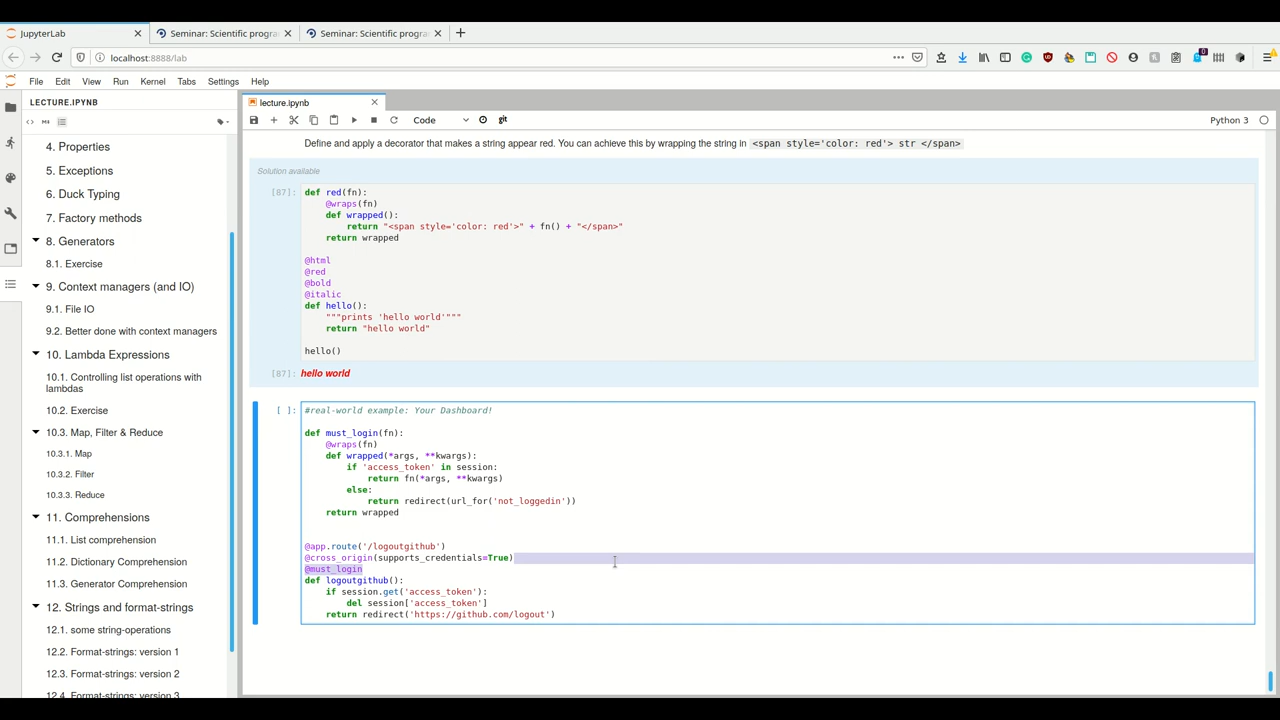 JupyterLab
Seminar: Scientific progra
Seminar: Scientific progra
localhost:8888/lab
0
File Edit View Run Kernel Tabs Settings Help
LECTURE.IPYNB
lecture.ipynb
Code
git
Python 3
4. Properties
5. Exceptions
6. Duck Typing
7. Factory methods
8. Generators
8.1. Exercise
9. Context managers (and IO)
9.1. File IO
9.2. Better done with context managers
10. Lambda Expressions
10.1. Controlling list operations with
lambdas
10.2. Exercise
10.3. Map, Filter & Reduce
10.3.1. Map
10.3.2. Filter
10.3.3. Reduce
11. Comprehensions
11.1. List comprehension
11.2. Dictionary Comprehension
11.3. Generator Comprehension
12. Strings and format-strings
12.1. some string-operations
12.2. Format-strings: version 1
12.3. Format-strings: version 2
12.4. Format-strings: version 3
Define and apply a decorator that makes a string appear red. You can achieve this by wrapping the string in <span style='color: red'> str </span>
Solution available
[87]:
def red(fn):
    @wraps(fn)
    def wrapped():
        return "<span style='color: red'>" + fn() + "</span>"
    return wrapped
@html
@red
@bold
@italic
def hello():
    """prints 'hello world'"""
    return "hello world"
hello()
[87]: hello world
[ ]:
#real-world example: Your Dashboard!
def must_login(fn):
    @wraps(fn)
    def wrapped(*args, **kwargs):
        if 'access_token' in session:
            return fn(*args, **kwargs)
        else:
            return redirect(url_for('not_loggedin'))
    return wrapped
@app.route('/logoutgithub')
@cross_origin(supports_credentials=True)
@must_login
def logoutgithub():
    if session.get('access_token'):
        del session['access_token']
    return redirect('https://github.com/logout')